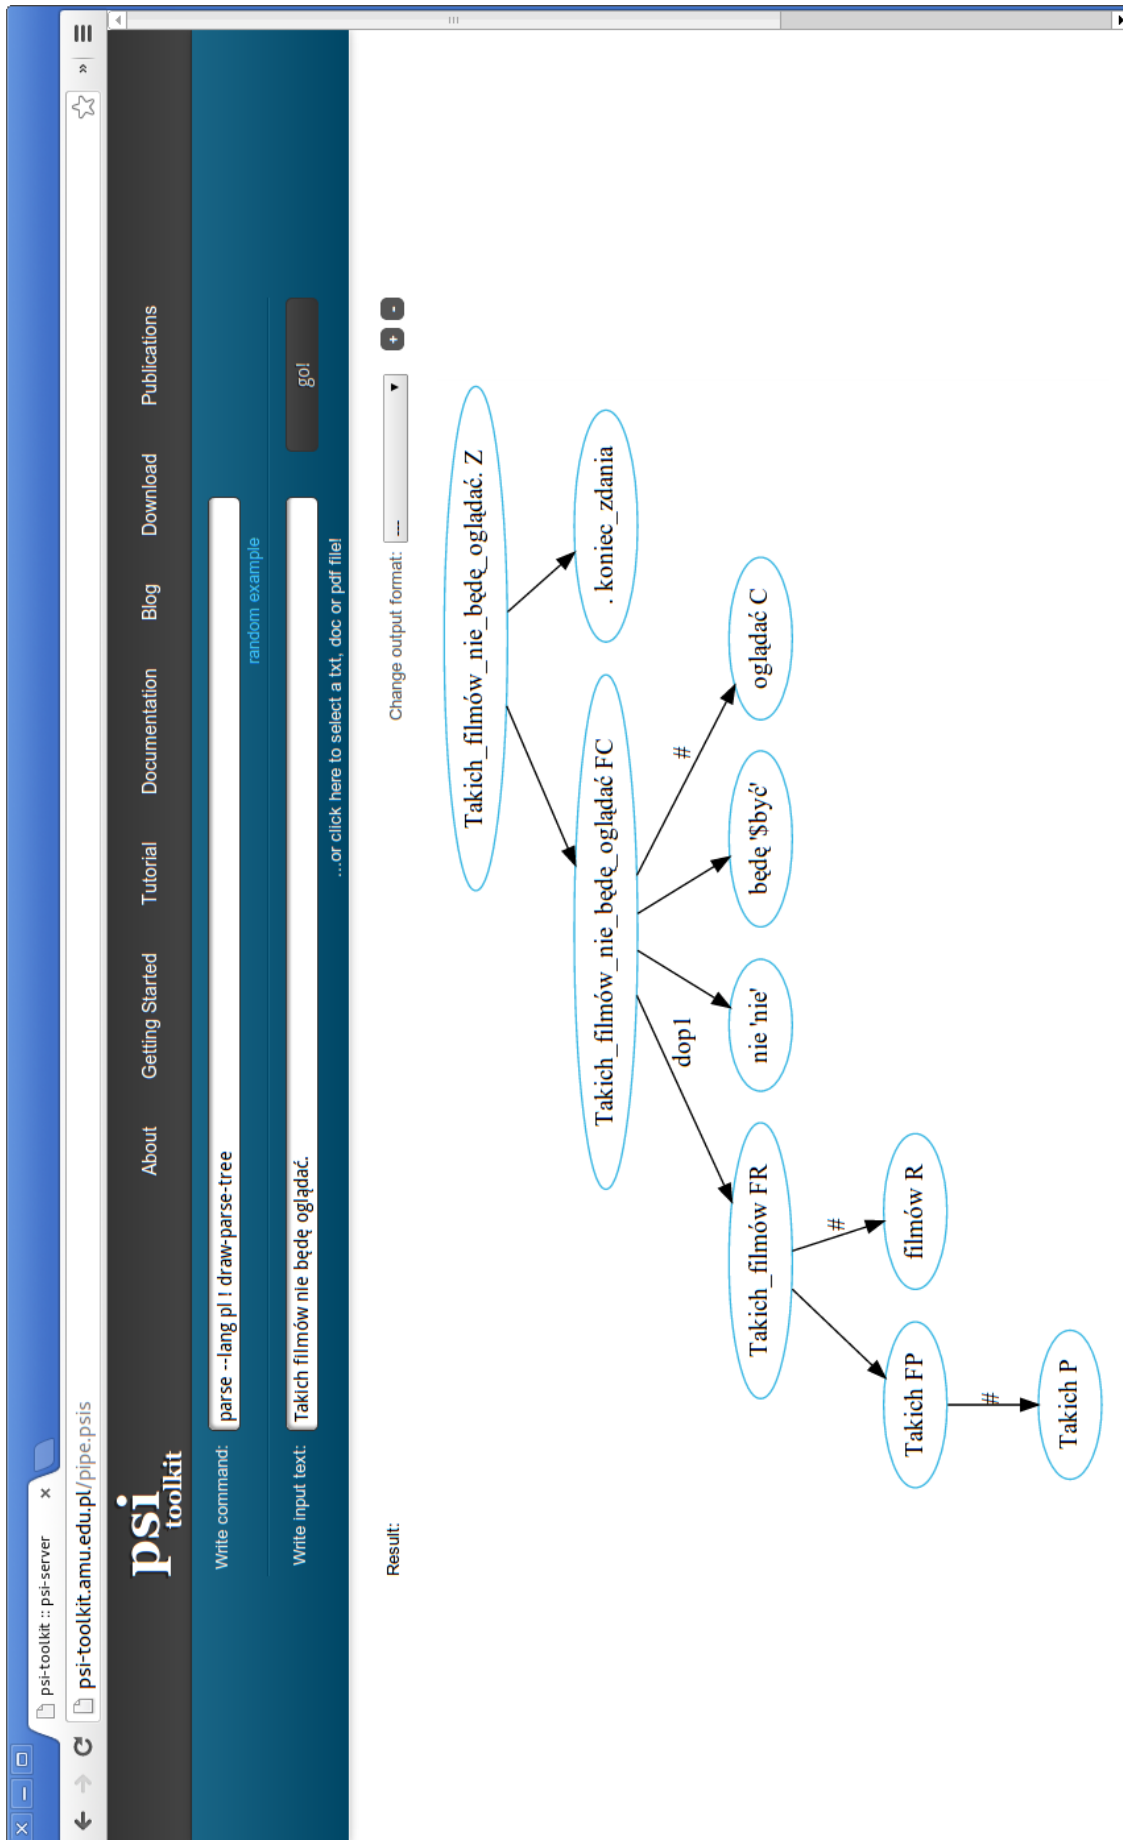 psi-toolkit :: psi-server
psi-toolkit.amu.edu.pl/pipe.psis
psi toolkit
About Getting Started Tutorial Documentation Blog Download Publications
Write command: parse --lang pl ! draw-parse-tree
random example
Write input text: Takich filmów nie będę oglądać. go!
...or click here to select a txt, doc or pdf file!
Result: Change output format: --- + -
Takich_filmów_nie_będę_oglądać. Z
Takich_filmów_nie_będę_oglądać FC . koniec_zdania
dop1 #
Takich_filmów FR nie 'nie' będę '$być' oglądać C
#
Takich FP filmów R
#
Takich P